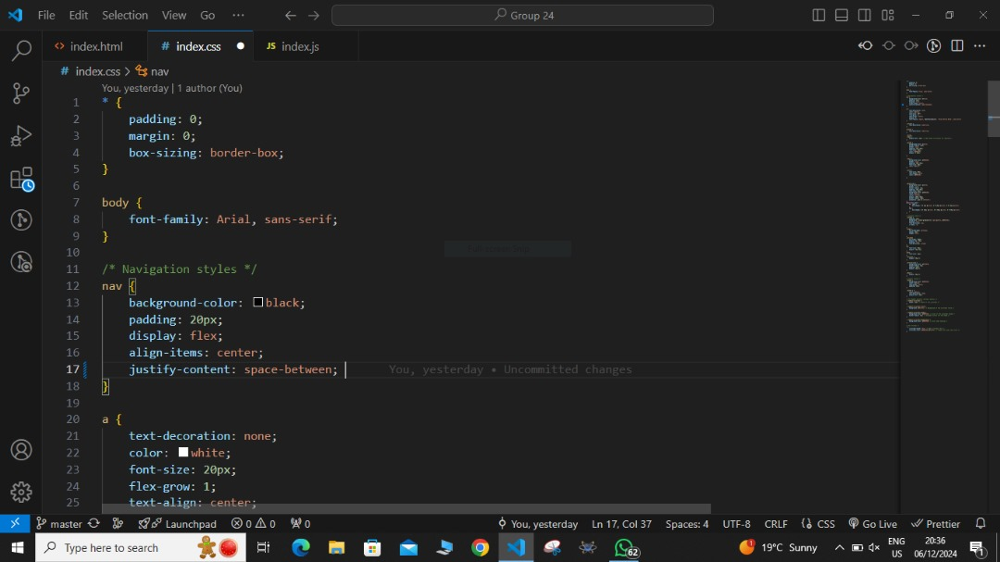 File Edit Selection View Go ··· Group 24
index.html # index.css ● JS index.js
# index.css > nav
You, yesterday | 1 author (You)
1 * {
2 padding: 0;
3 margin: 0;
4 box-sizing: border-box;
5 }
6
7 body {
8 font-family: Arial, sans-serif;
9 }
10
11 /* Navigation styles */
12 nav {
13 background-color: black;
14 padding: 20px;
15 display: flex;
16 align-items: center;
17 justify-content: space-between; You, yesterday • Uncommitted changes
18 }
19
20 a {
21 text-decoration: none;
22 color: white;
23 font-size: 20px;
24 flex-grow: 1;
25 text-align: center;
master Launchpad 0 0 0 You, yesterday Ln 17, Col 37 Spaces: 4 UTF-8 CRLF CSS Go Live Prettier
Type here to search 62 19°C Sunny ENG US 20:36 06/12/2024 1